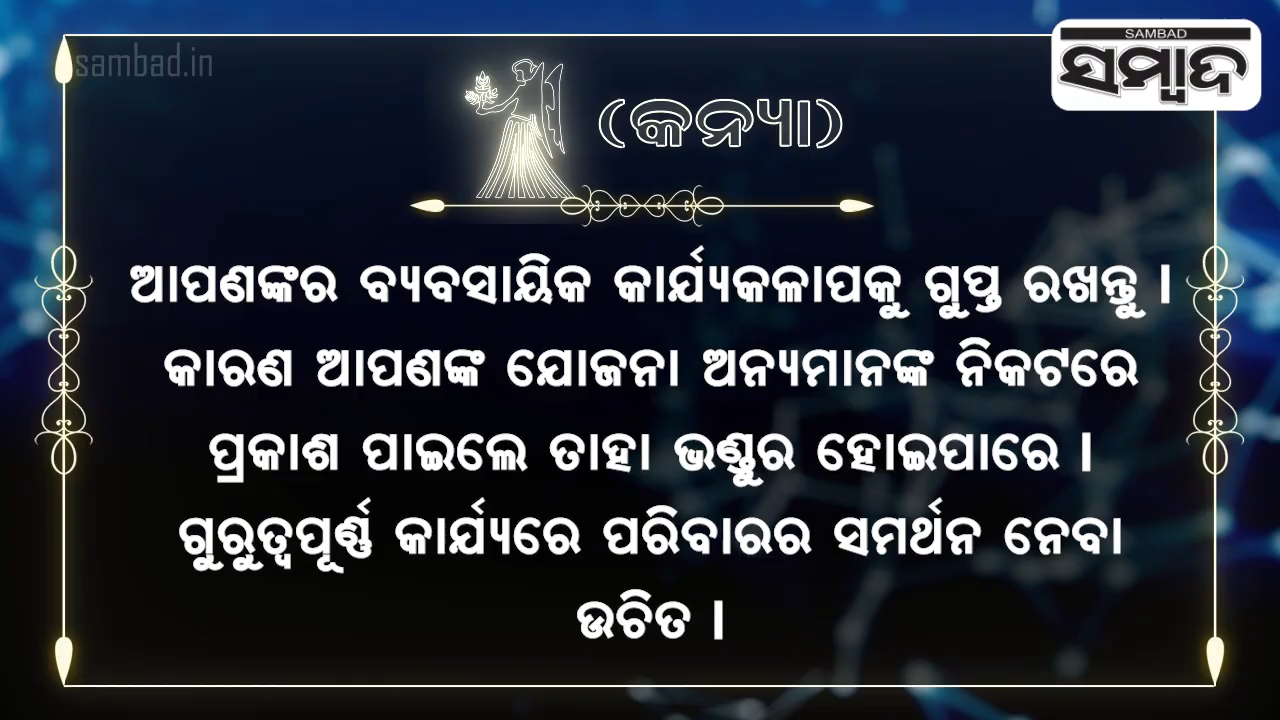 sambad.in
SAMBAD
ସମ୍ବାଦ
(କନ୍ୟା)
ଆପଣଙ୍କର ବ୍ୟବସାୟିକ କାର୍ଯ୍ୟକଳାପକୁ ଗୁପ୍ତ ରଖନ୍ତୁ ।
କାରଣ ଆପଣଙ୍କ ଯୋଜନା ଅନ୍ୟମାନଙ୍କ ନିକଟରେ
ପ୍ରକାଶ ପାଇଲେ ତାହା ଭଣ୍ଡୁର ହୋଇପାରେ ।
ଗୁରୁତ୍ୱପୂର୍ଣ୍ଣ କାର୍ଯ୍ୟରେ ପରିବାରର ସମର୍ଥନ ନେବା
ଉଚିତ ।